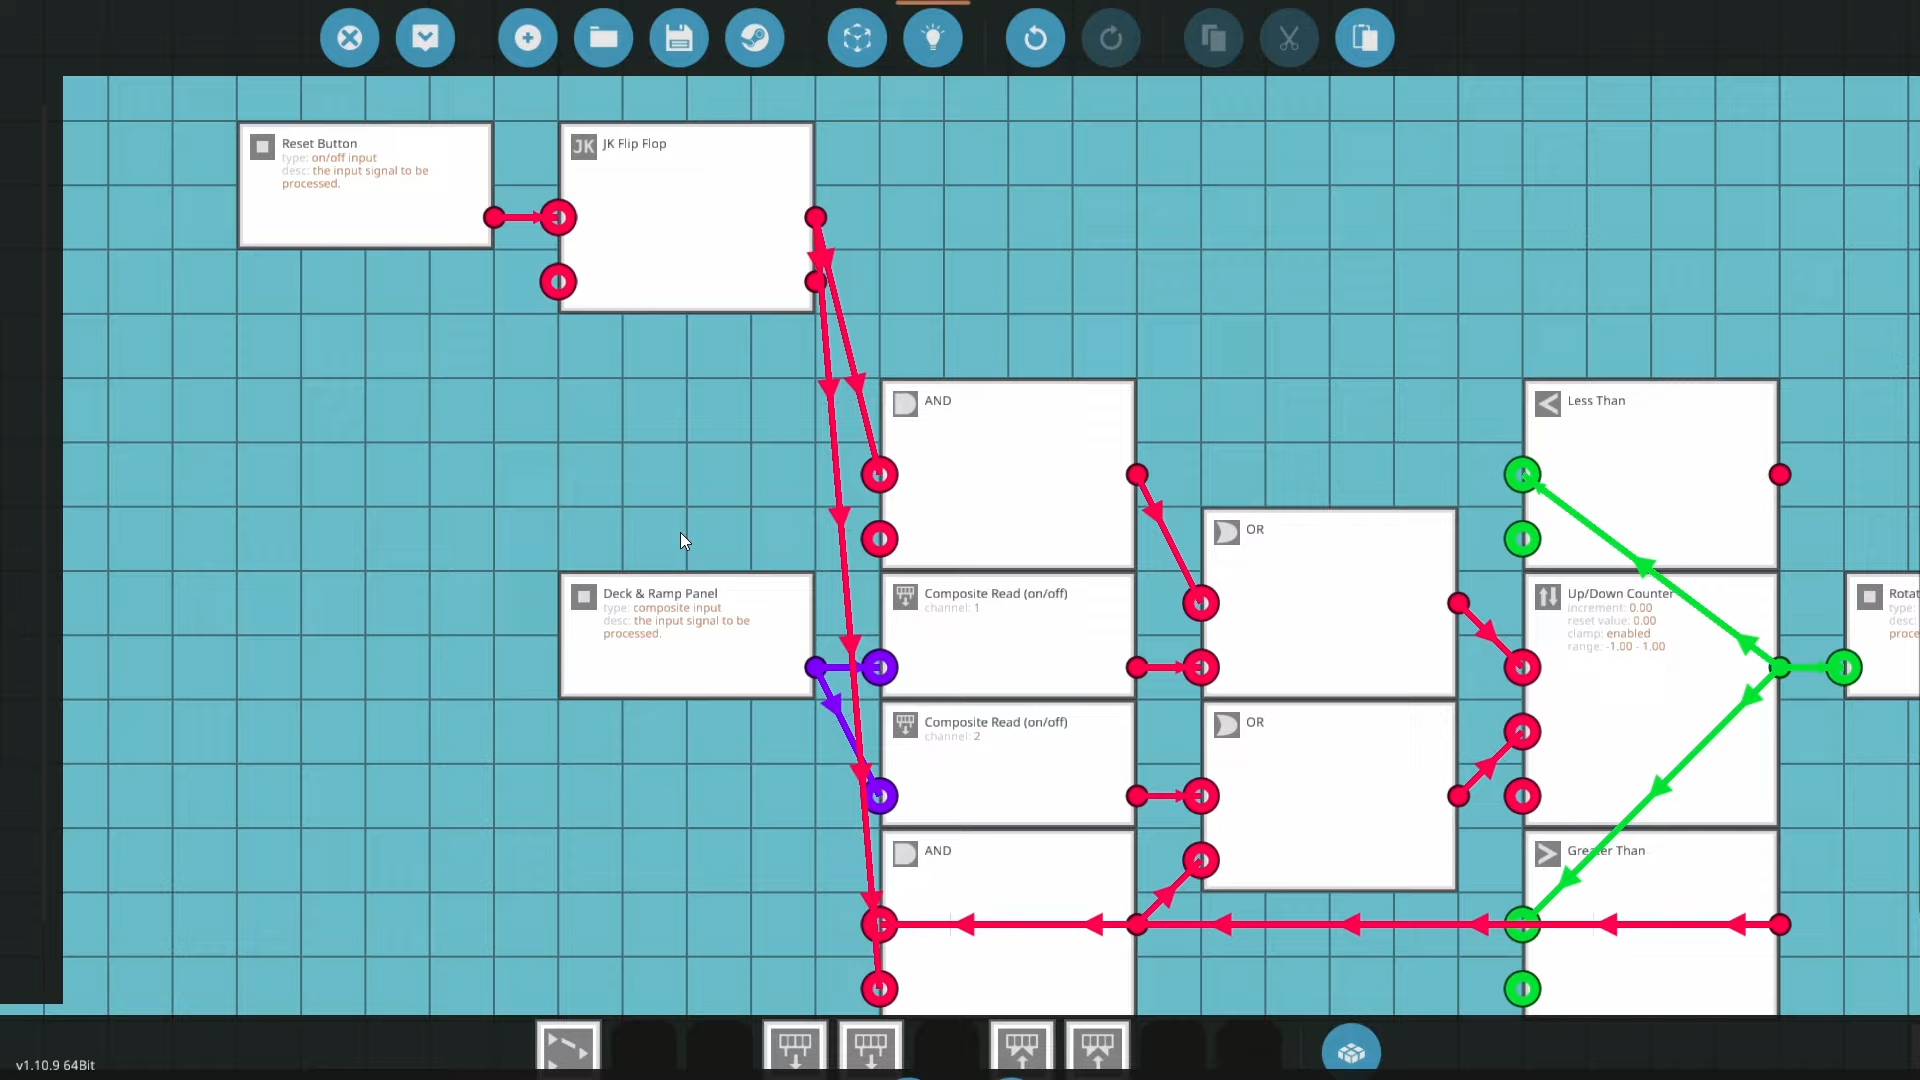 Reset Button
type: on/off input
desc: the input signal to be
processed.
JK
JK Flip Flop
AND
Less Than
OR
Deck & Ramp Panel
type: composite input
desc: the input signal to be
processed.
Composite Read (on/off)
channel: 1
Up/Down Counter
increment: 0.00
reset value: 0.00
clamp: enabled
range: -1.00 - 1.00
Rotat
type:
desc:
proce
Composite Read (on/off)
channel: 2
OR
AND
Greater Than
v1.10.9 64Bit